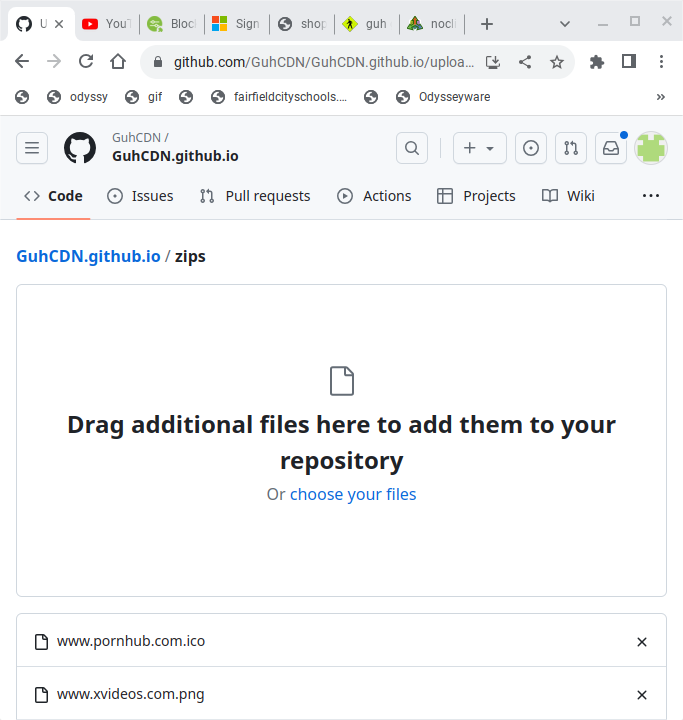 U
YouT
Bloc
Sign
shop
guh
nocli
github.com/GuhCDN/GuhCDN.github.io/uploa...
odyssy
gif
fairfieldcityschools....
Odysseyware
»
GuhCDN /
GuhCDN.github.io
Code
Issues
Pull requests
Actions
Projects
Wiki
GuhCDN.github.io / zips
Drag additional files here to add them to your
repository
Or choose your files
www.pornhub.com.ico
www.xvideos.com.png